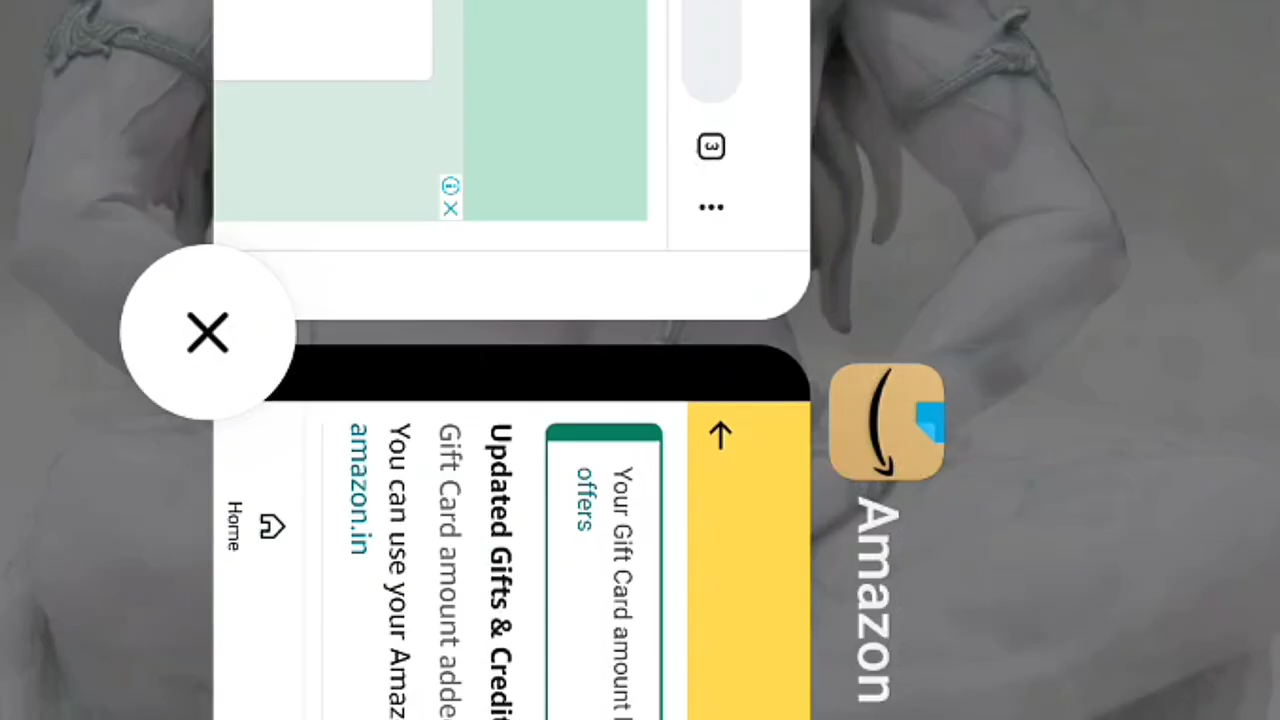 3
Amazon
Your Gift Card amount
offers
Updated Gifts & Credit
Gift Card amount adde
You can use your Amaz
amazon.in
Home